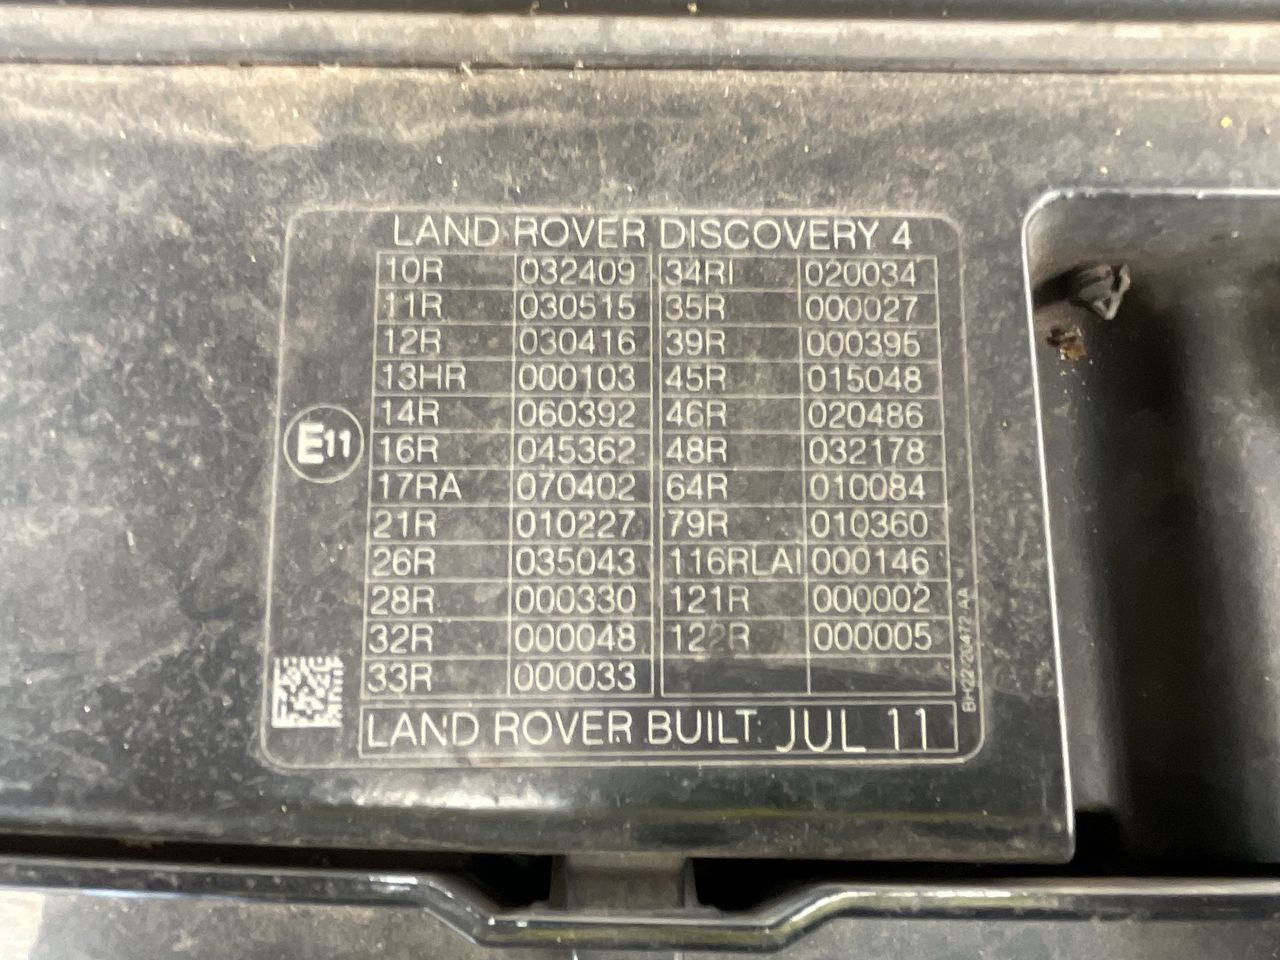 LAND ROVER DISCOVERY 4
10R 032409 34RI 020034
11R 030515 35R 000027
12R 030416 39R 000395
13HR 000103 45R 015048
14R 060392 46R 020486
E11
16R 045362 48R 032178
17RA 070402 64R 010084
21R 010227 79R 010360
26R 035043 116RLAI 000146
28R 000330 121R 000002
32R 000048 122R 000005
33R 000033
LAND ROVER BUILT: JUL 11
BH22720472 AA